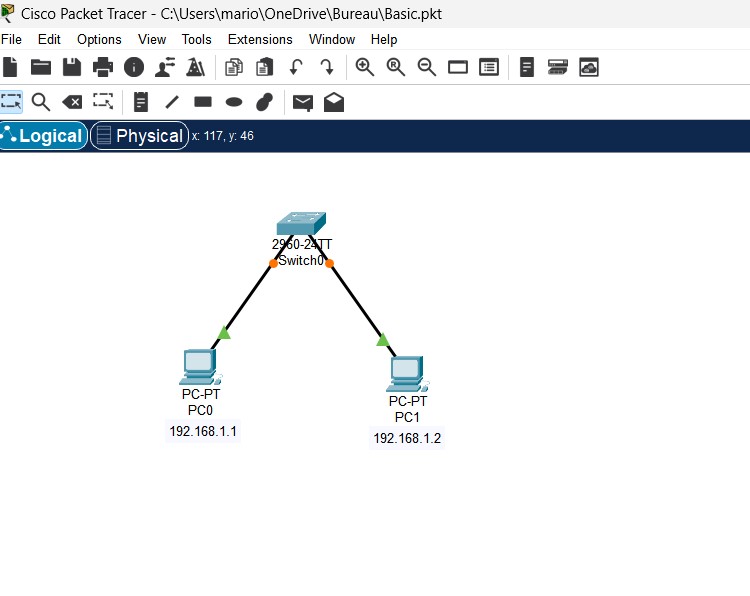 Cisco Packet Tracer - C:\Users\mario\OneDrive\Bureau\Basic.pkt
File Edit Options View Tools Extensions Window Help
Logical Physical x: 117, y: 46
2960-24TT
Switch0
PC-PT
PC0
192.168.1.1
PC-PT
PC1
192.168.1.2